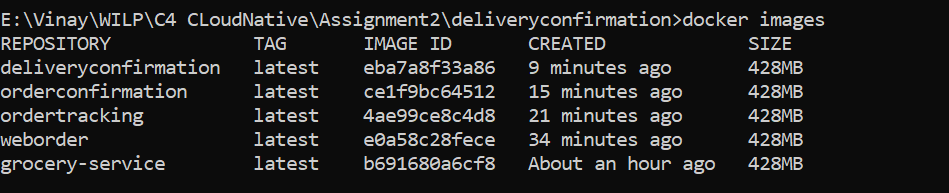 E:\Vinay\WILP\C4 CLoudNative\Assignment2\deliveryconfirmation>docker images
REPOSITORY TAG IMAGE ID CREATED SIZE
deliveryconfirmation latest eba7a8f33a86 9 minutes ago 428MB
orderconfirmation latest ce1f9bc64512 15 minutes ago 428MB
ordertracking latest 4ae99ce8c4d8 21 minutes ago 428MB
weborder latest e0a58c28fece 34 minutes ago 428MB
grocery-service latest b691680a6cf8 About an hour ago 428MB